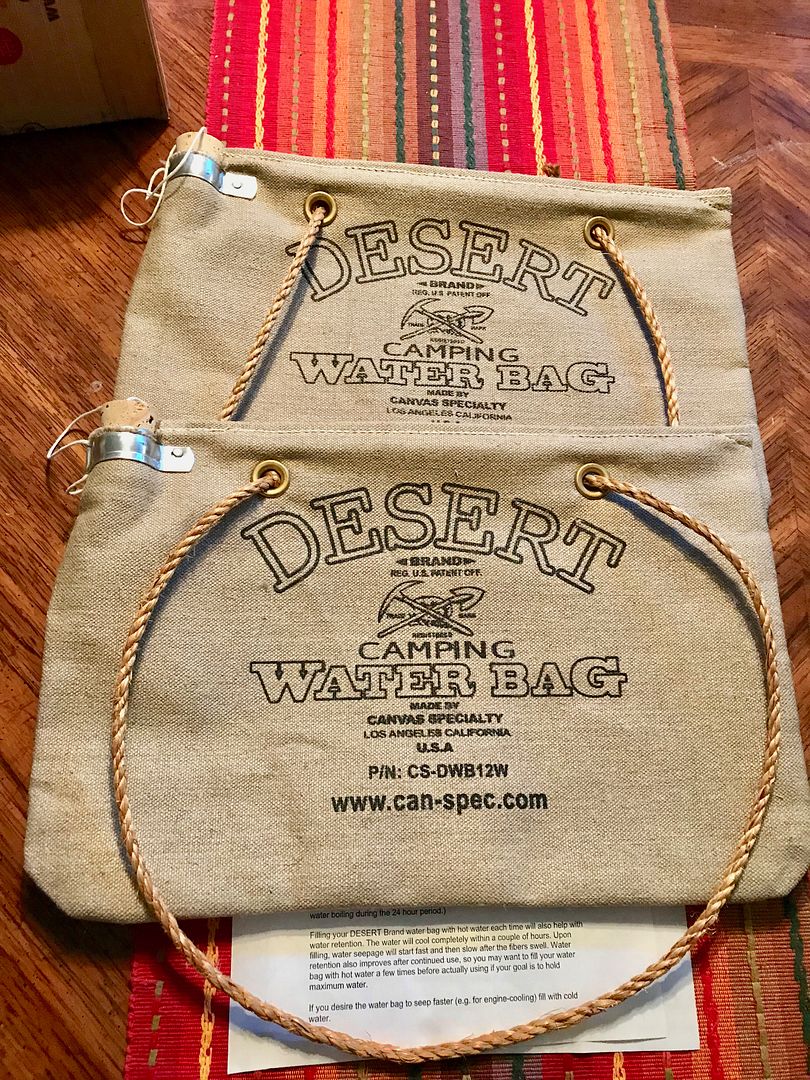 DESERT
BRAND
REG. U.S. PATENT OFF.
TRADE MARK
REGISTERED
CAMPING
WATER BAG
MADE BY
CANVAS SPECIALTY
LOS ANGELES CALIFORNIA
DESERT
BRAND
REG. U.S. PATENT OFF.
TRADE MARK
REGISTERED
CAMPING
WATER BAG
MADE BY
CANVAS SPECIALTY
LOS ANGELES CALIFORNIA
U.S.A
P/N: CS-DWB12W
www.can-spec.com
water boiling during the 24 hour period.)
Filling your DESERT Brand water bag with hot water each time will also help with
water retention. The water will cool completely within a couple of hours. Upon
filling, water seepage will start fast and then slow after the fibers swell. Water
retention also improves after continued use, so you may want to fill your water
bag with hot water a few times before actually using if your goal is to hold
maximum water.
If you desire the water bag to seep faster (e.g. for engine-cooling) fill with cold
water.